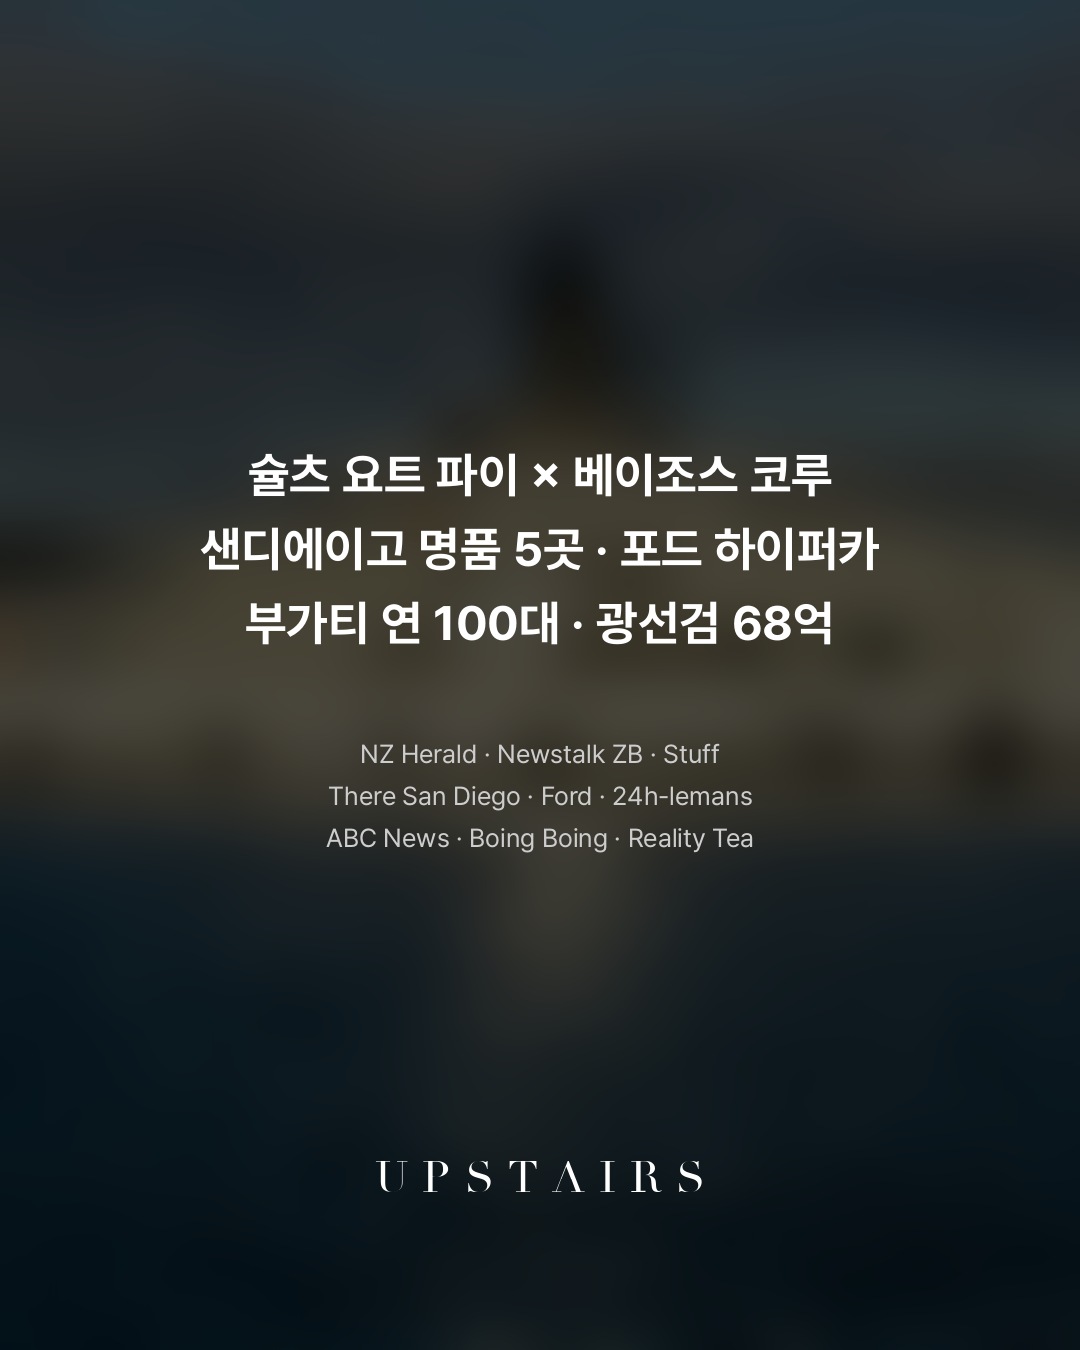 슐츠 요트 파이 × 베이조스 코루
샌디에이고 명품 5곳 · 포드 하이퍼카
부가티 연 100대 · 광선검 68억
NZ Herald · Newstalk ZB · Stuff
There San Diego · Ford · 24h-lemans
ABC News · Boing Boing · Reality Tea
UPSTAIRS